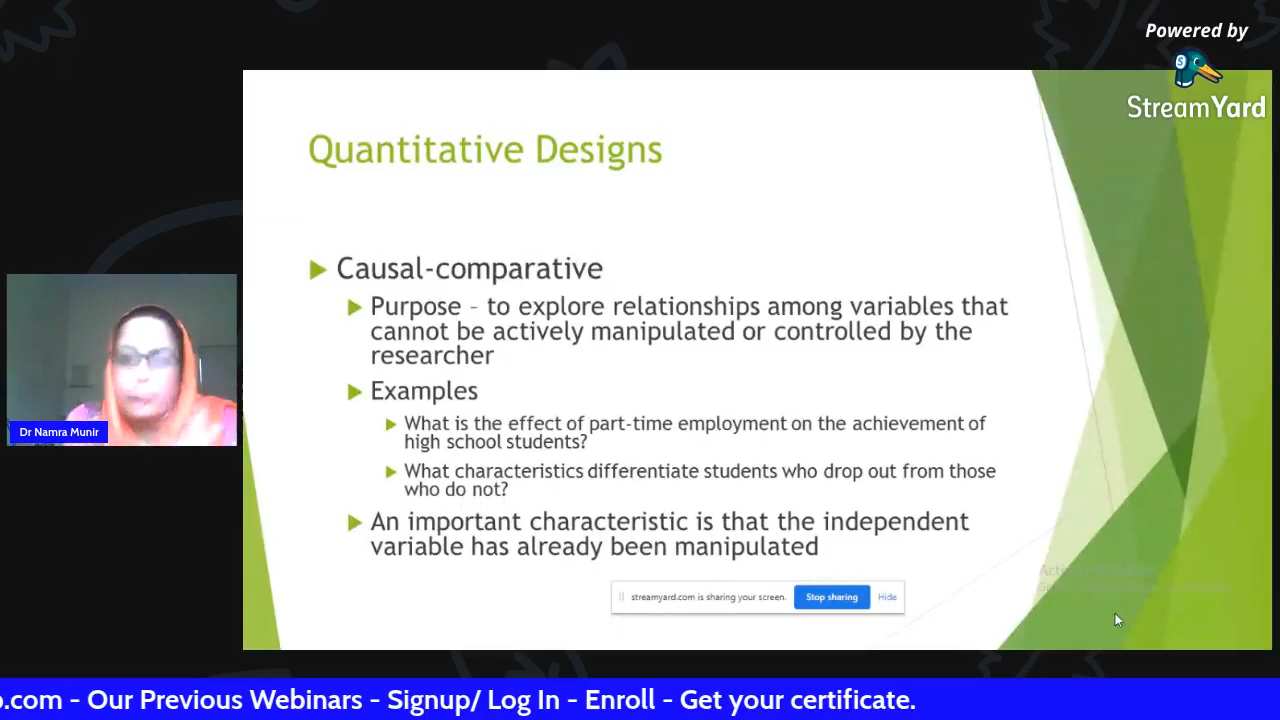 Powered by
StreamYard
Quantitative Designs
Causal-comparative
Purpose – to explore relationships among variables that
cannot be actively manipulated or controlled by the
researcher
Examples
What is the effect of part-time employment on the achievement of
high school students?
What characteristics differentiate students who drop out from those
who do not?
An important characteristic is that the independent
variable has already been manipulated
Dr Namra Munir
streamyard.com is sharing your screen.
Stop sharing
Hide
.com - Our Previous Webinars - Signup/ Log In - Enroll - Get your certificate.